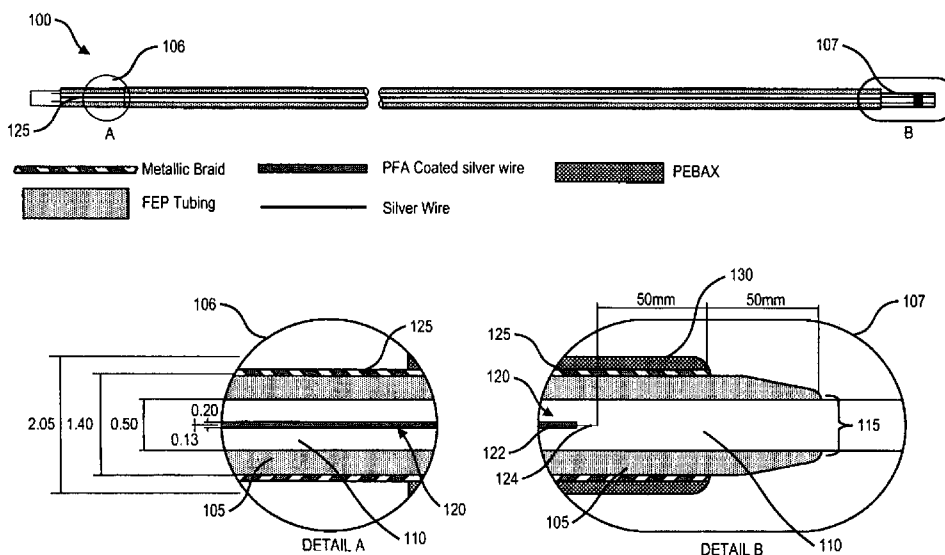 100
106
107
125
A
B
Metallic Braid
PFA Coated silver wire
PEBAX
FEP Tubing
Silver Wire
130
106
50mm
50mm
107
125
125
120
2.05
1.40
0.50
0.20
0.13
115
122
124
105
120
105
110
110
DETAIL A
DETAIL B